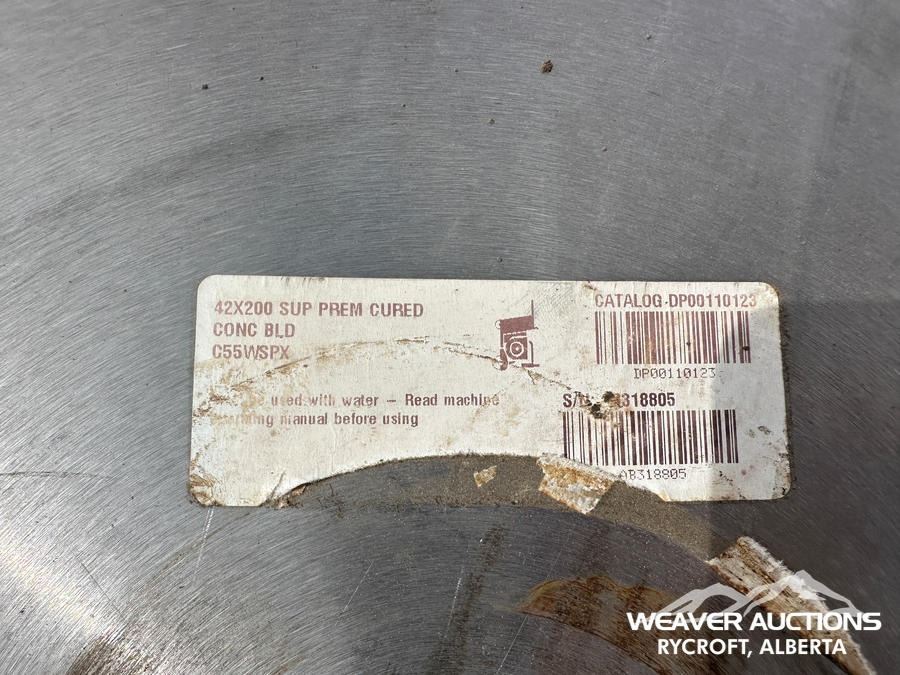 42X200 SUP PREM CURED
CONC BLD
C55WSPX
used with water – Read machine
manual before using
CATALOG-DP00110123
DP00110123
318805
AB318805
WEAVER AUCTIONS
RYCROFT, ALBERTA